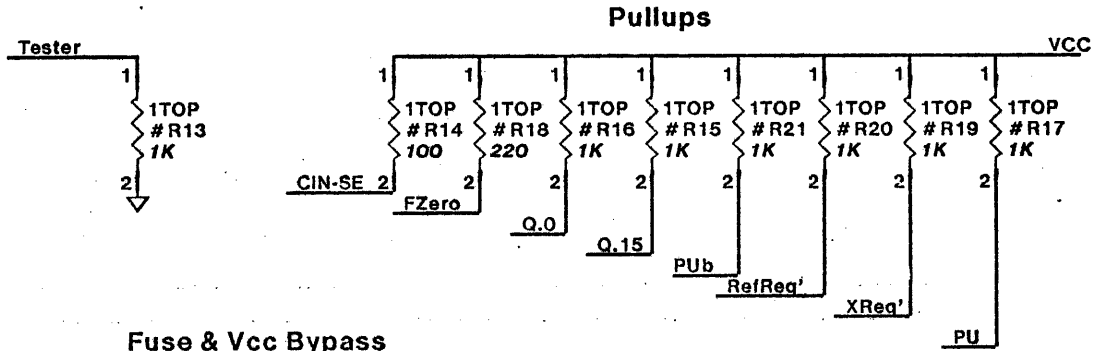 Pullups
Tester
VCC
1 1 1 1 1 1 1 1 1
1TOP 1TOP 1TOP 1TOP 1TOP 1TOP 1TOP 1TOP 1TOP
#R13 #R14 #R18 #R16 #R15 #R21 #R20 #R19 #R17
1K 100 220 1K 1K 1K 1K 1K 1K
2 2 2 2 2 2 2 2 2
CIN-SE
FZero
Q.0
Q.15
PUb
RefReq'
XReq'
PU
Fuse & Vcc Bypass